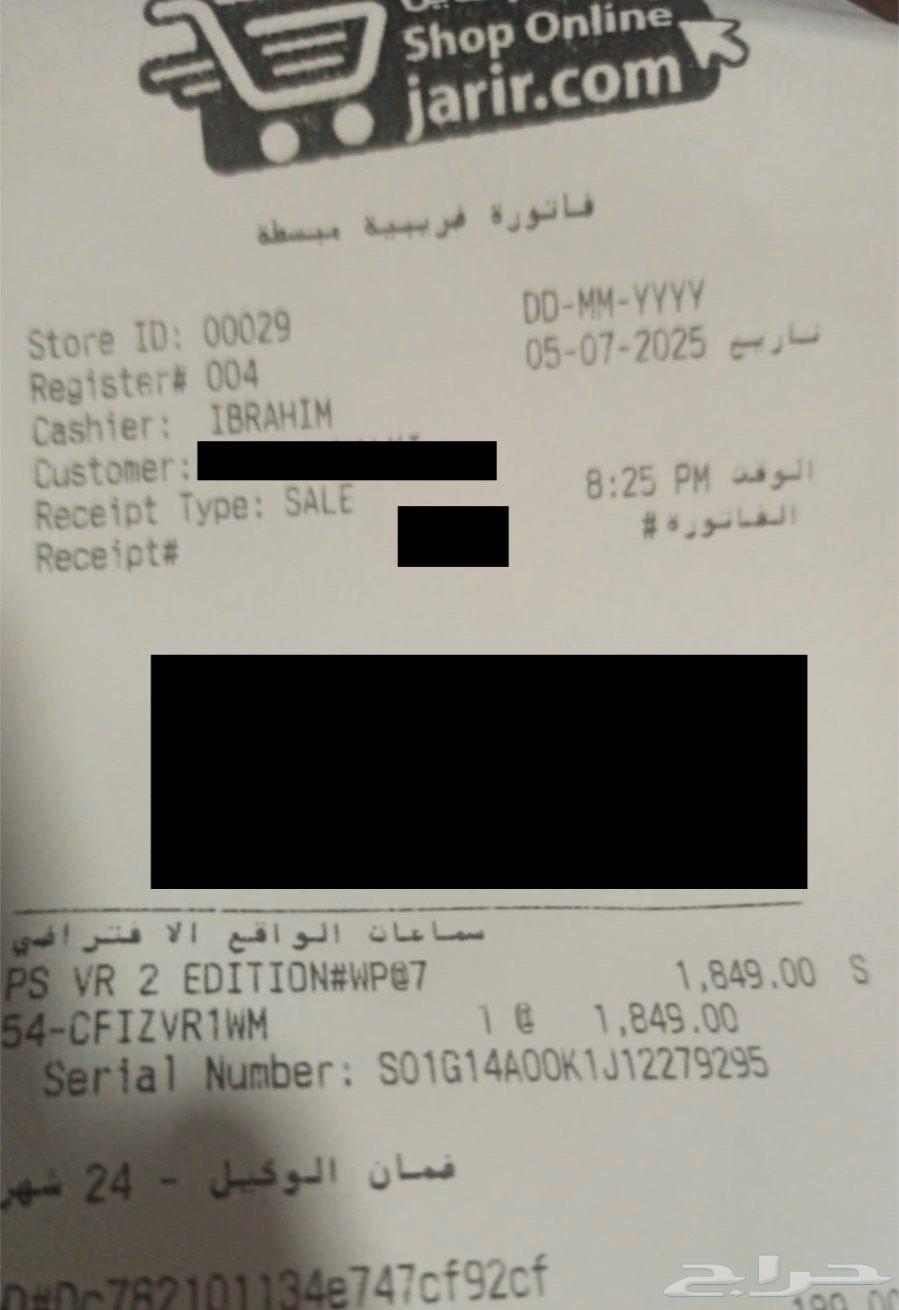 Shop Online
jarir.com
فاتورة ضريبية مبسطة
DD-MM-YYYY
Store ID: 00029
05-07-2025 تاريخ
Register# 004
Cashier: IBRAHIM
Customer:
8:25 PM الوقت
Receipt Type: SALE
الفاتورة #
Receipt#
سماعات الواقع الافتراضي
PS VR 2 EDITION#WP@7 1,849.00 S
54-CFIZVR1WM 1 @ 1,849.00
Serial Number: S01G14A00K1J12279295
ضمان الوكيل - 24 شهر
حراج